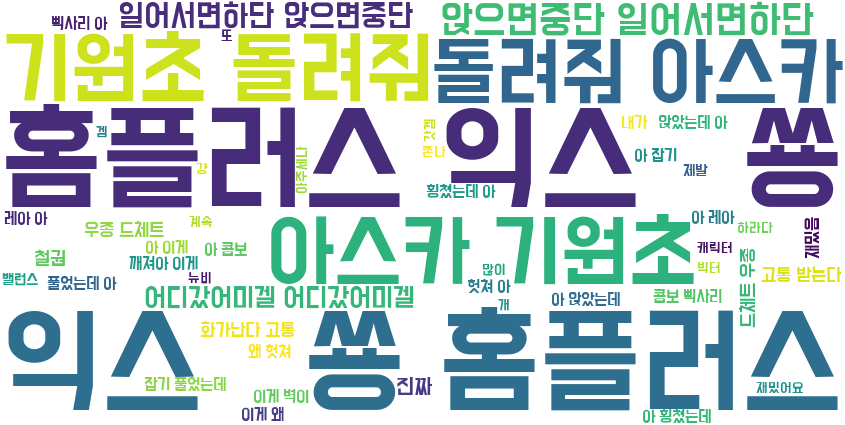 삑사리 아 일어서면하단 앉으면중단 앉으면중단 일어서면하단
또
기원초 돌려줘 돌려줘 아스카
홈플러스 익스 쏭
겜
갓겜
내가 앉았는데 아
존나 아 잡기
아주세나
걍
제발
횡쳤는데 아
레아 아 우종 드체트 계속 아 레아
하라다
재밌음
아스카 기원초
철권 아 이게 아 콤보 캐릭터
깨져아 이게
밸런스 풀었는데 아 뉴비 많이 빅터 고통 받는다
헛쳐 아
드체트 우종
어디갔어미겔 어디갔어미겔 개 아 앉았는데 콤보 삑사리
익스 쏭 홈플러스
화가난다 고통
왜 헛쳐
잡기 풀었는데 이게 벽이 진짜 재밌어요
이게 왜 아 횡쳤는데